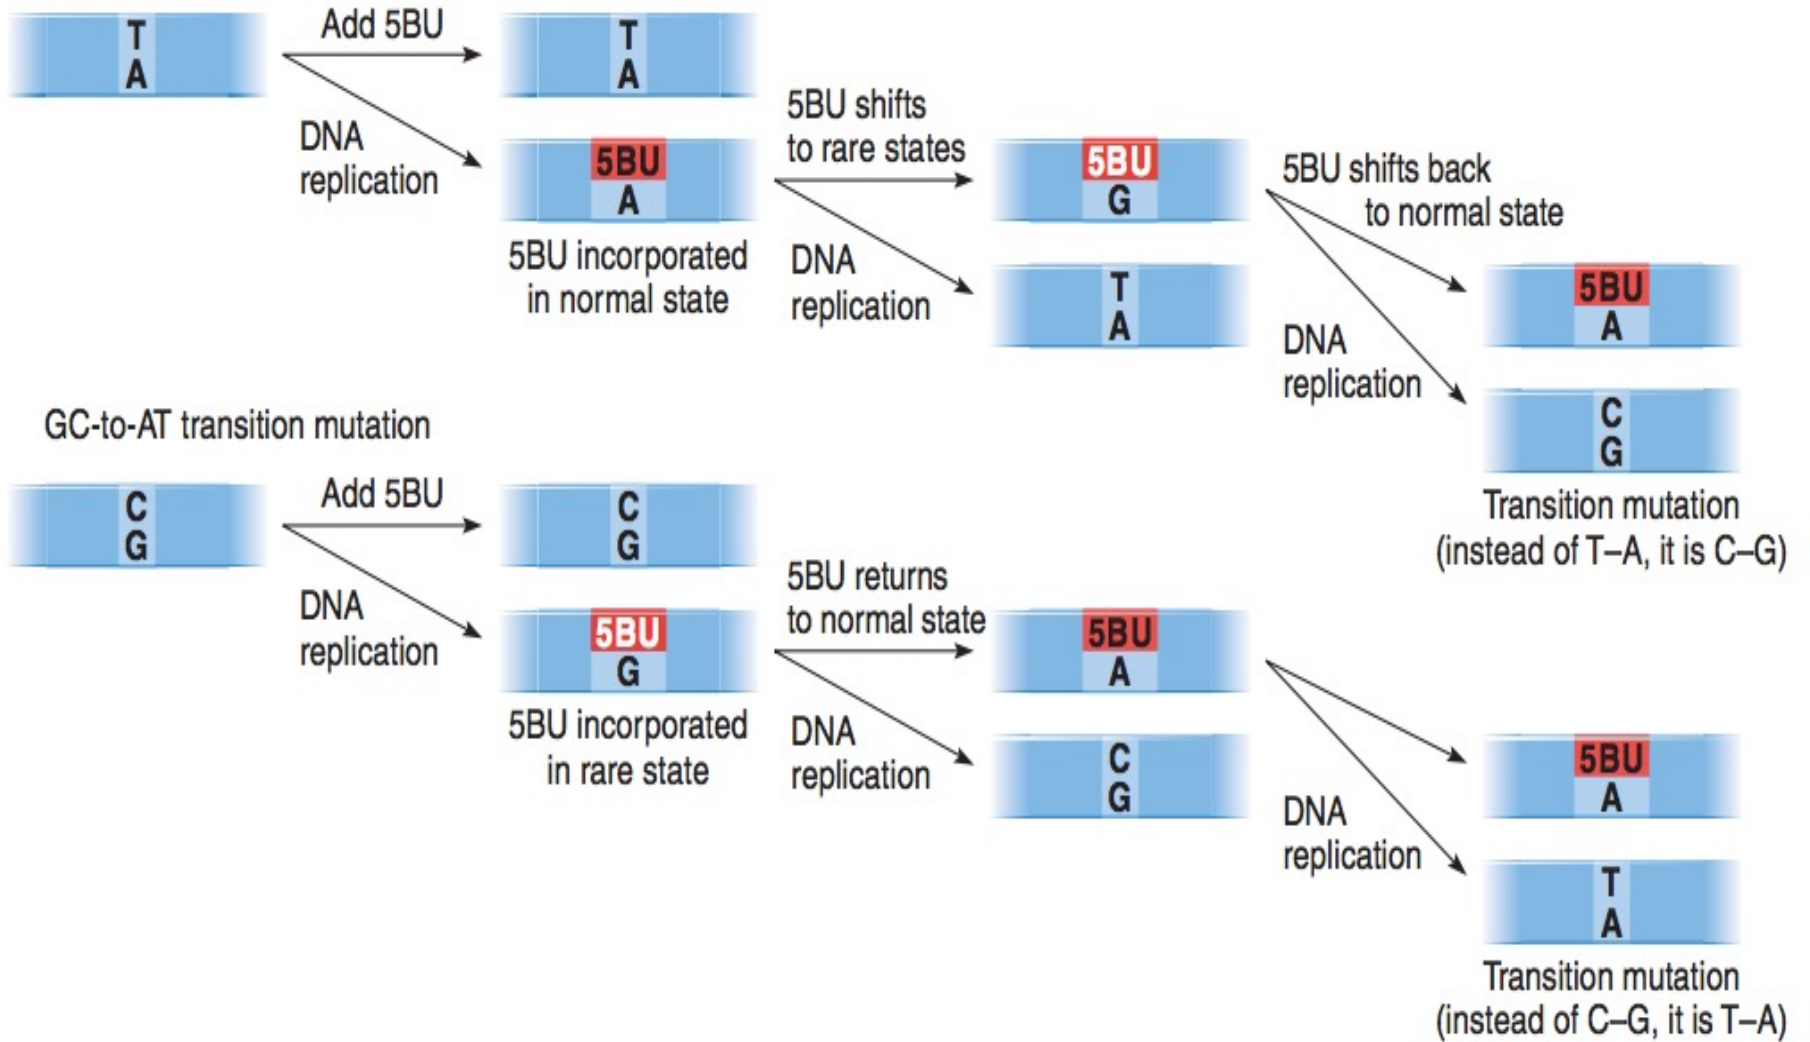 T
A
Add 5BU
DNA
replication
T
A
5BU
A
5BU incorporated
in normal state
5BU shifts
to rare states
DNA
replication
5BU
G
T
A
5BU shifts back
to normal state
DNA
replication
5BU
A
C
G
Transition mutation
(instead of T–A, it is C–G)
GC-to-AT transition mutation
C
G
Add 5BU
DNA
replication
C
G
5BU
G
5BU incorporated
in rare state
5BU returns
to normal state
DNA
replication
5BU
A
C
G
DNA
replication
5BU
A
T
A
Transition mutation
(instead of C–G, it is T–A)